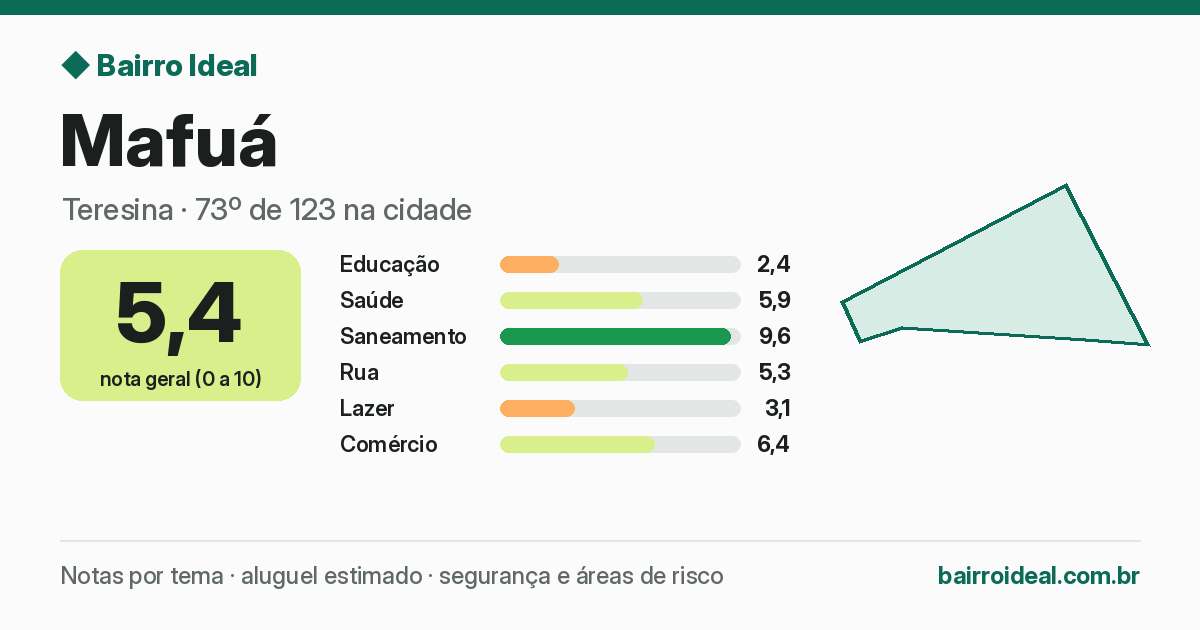 Bairro Ideal
Mafuá
Teresina · 73º de 123 na cidade
5,4
nota geral (0 a 10)
Educação 2,4
Saúde 5,9
Saneamento 9,6
Rua 5,3
Lazer 3,1
Comércio 6,4
Notas por tema · aluguel estimado · segurança e áreas de risco
bairroideal.com.br